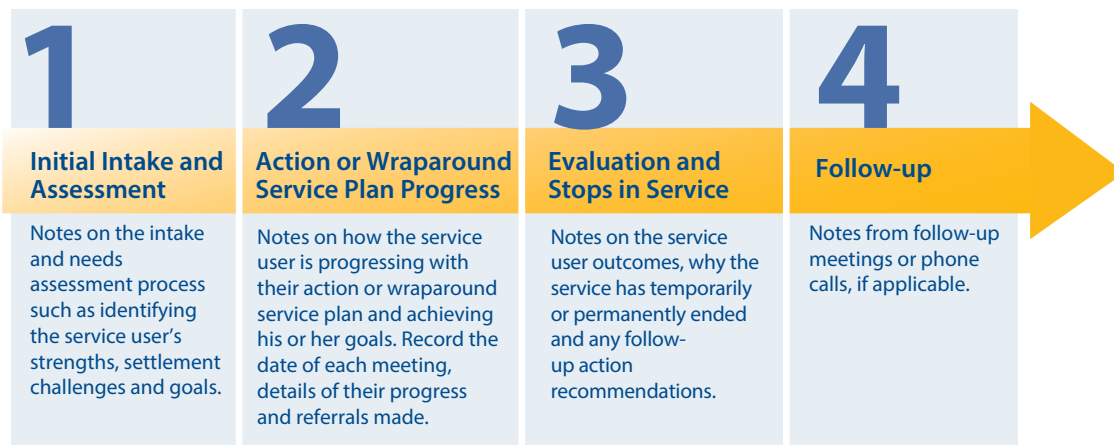 1
Initial Intake and
Assessment
Notes on the intake
and needs
assessment process
such as identifying
the service user's
strengths, settlement
challenges and goals.
2
Action or Wraparound
Service Plan Progress
Notes on how the service
user is progressing with
their action or wraparound
service plan and achieving
his or her goals. Record the
date of each meeting,
details of their progress
and referrals made.
3
Evaluation and
Stops in Service
Notes on the service
user outcomes, why the
service has temporarily
or permanently ended
and any follow-
up action
recommendations.
4
Follow-up
Notes from follow-up
meetings or phone
calls, if applicable.